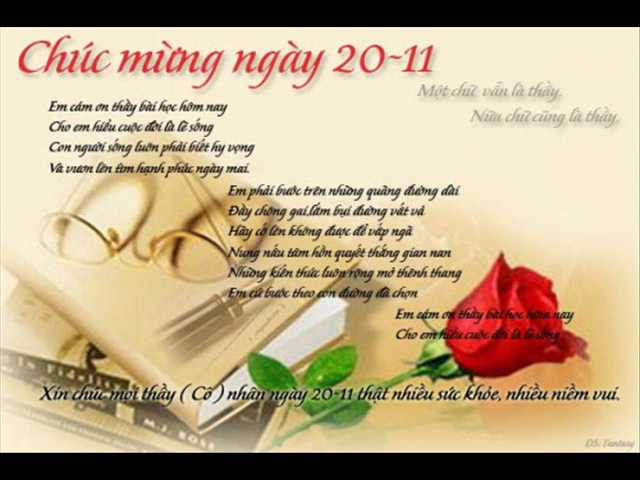 Chúc mừng ngày 20-11
Một chữ vẫn là thầy.
Nửa chữ cũng là thầy.
Em cám ơn thầy bài học hôm nay
Cho em hiểu cuộc đời là lẽ sống
Con người sống luôn phải biết hy vọng
Và vươn lên tìm hạnh phúc ngày mai.
Em phải bước trên những quãng đường dài
Đầy chông gai,lấm bụi đường vất vả
Hãy cố lên không được để vấp ngã
Nung nấu tâm hồn quyết thắng gian nan
Những kiến thức luôn rộng mở thênh thang
Em cứ bước theo con đường đã chọn
Em cám ơn thầy bài học hôm nay
Cho em hiểu cuộc đời là lẽ sống
Xin chúc mọi thầy ( Cô ) nhân ngày 20-11 thật nhiều sức khỏe, nhiều niềm vui.
M.J. ROSE
DS: Fantasy